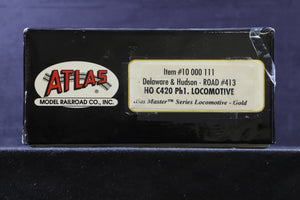 ATLAS
MODEL RAILROAD CO., INC.
Item #10 000 111
Delaware & Hudson - ROAD #413
HO C420 Ph1. LOCOMOTIVE
Master™ Series Locomotive - Gold